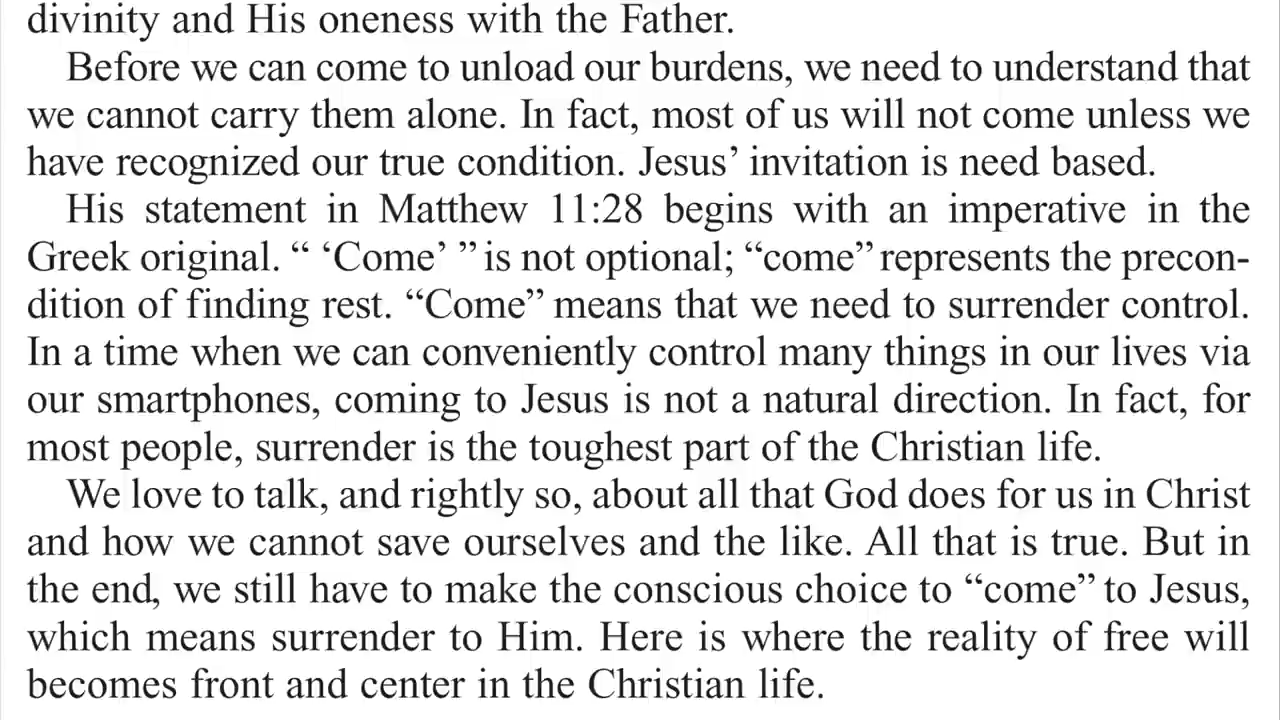 divinity and His oneness with the Father.
Before we can come to unload our burdens, we need to understand that
we cannot carry them alone. In fact, most of us will not come unless we
have recognized our true condition. Jesus’ invitation is need based.
His statement in Matthew 11:28 begins with an imperative in the
Greek original. “ ‘Come’ ” is not optional; “come” represents the precon-
dition of finding rest. “Come” means that we need to surrender control.
In a time when we can conveniently control many things in our lives via
our smartphones, coming to Jesus is not a natural direction. In fact, for
most people, surrender is the toughest part of the Christian life.
We love to talk, and rightly so, about all that God does for us in Christ
and how we cannot save ourselves and the like. All that is true. But in
the end, we still have to make the conscious choice to “come” to Jesus,
which means surrender to Him. Here is where the reality of free will
becomes front and center in the Christian life.